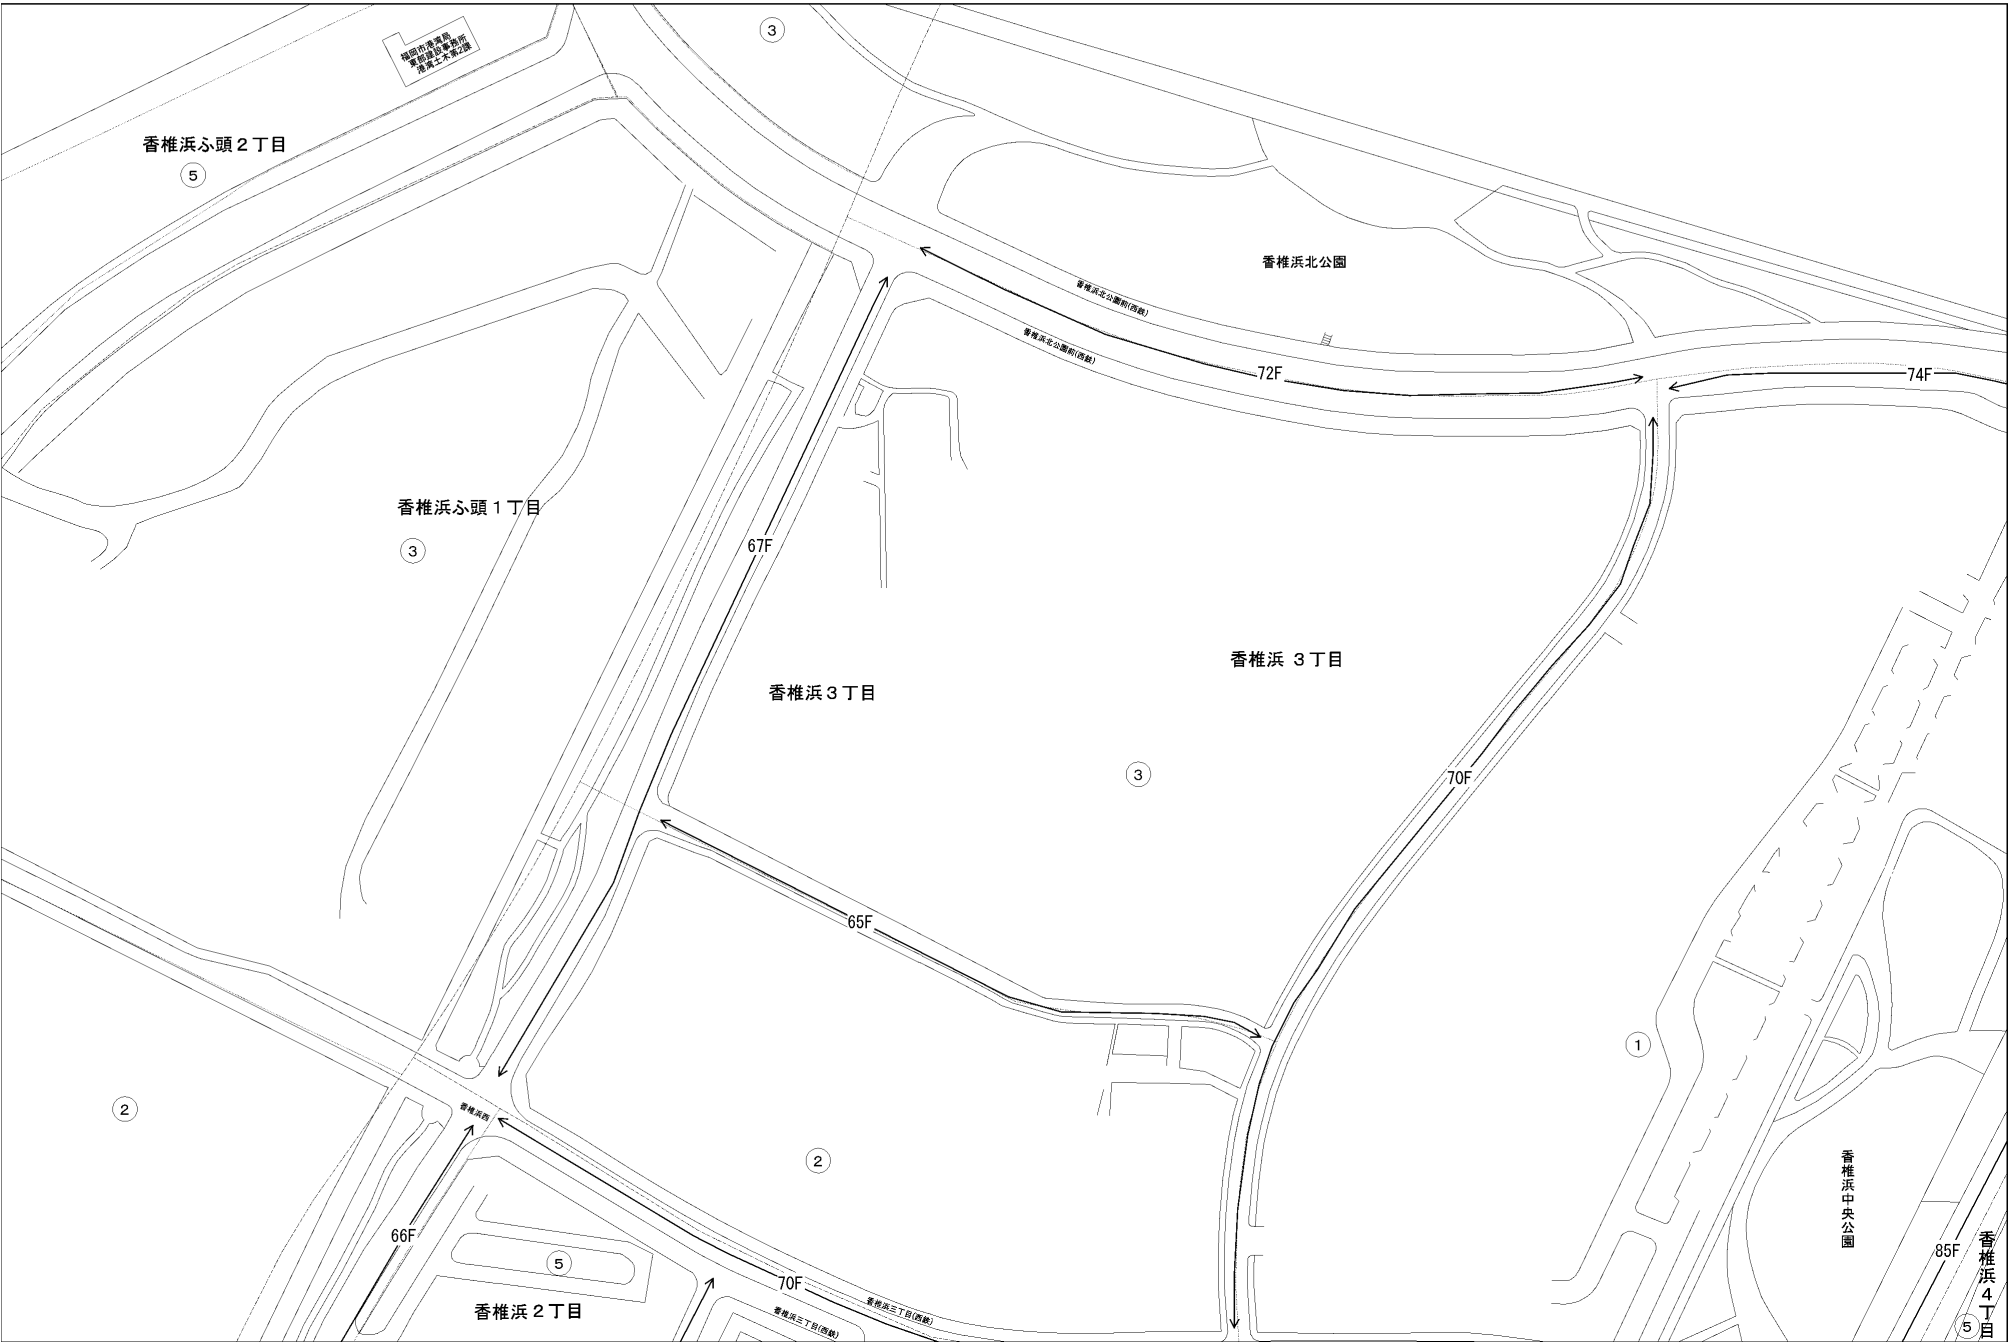 福岡市港湾局
東部建設事務所
港湾土木第2課
③
香椎浜ふ頭２丁目
⑤
香椎浜北公園
香椎浜北公園前(西鉄)
香椎浜北公園前(西鉄)
72F
74F
香椎浜ふ頭１丁目
③
67F
香椎浜３丁目
香椎浜 ３丁目
③
70F
65F
①
②
香椎浜西
②
66F
⑤
香椎浜２丁目
70F
香椎浜三丁目(西鉄)
香椎浜三丁目(西鉄)
香椎浜中央公園
85F
香椎浜４丁目
⑤